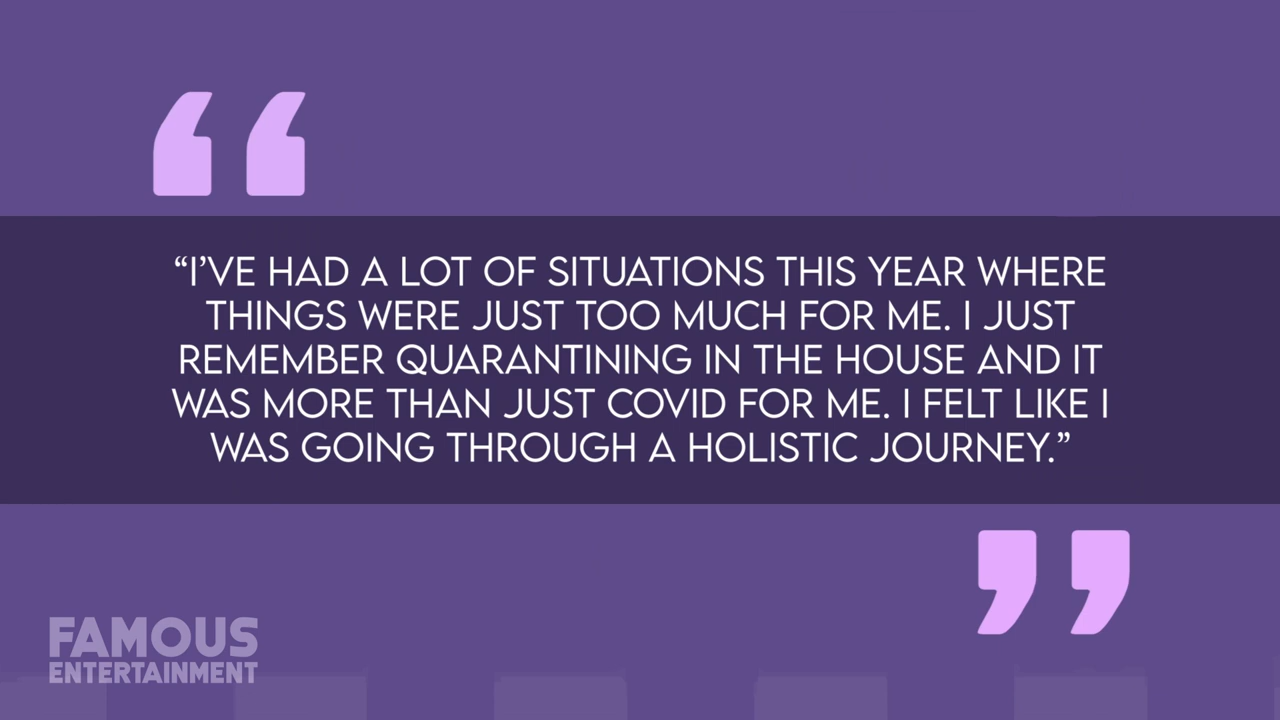 “I’VE HAD A LOT OF SITUATIONS THIS YEAR WHERE
THINGS WERE JUST TOO MUCH FOR ME. I JUST
REMEMBER QUARANTINING IN THE HOUSE AND IT
WAS MORE THAN JUST COVID FOR ME. I FELT LIKE I
WAS GOING THROUGH A HOLISTIC JOURNEY.”
FAMOUS
ENTERTAINMENT